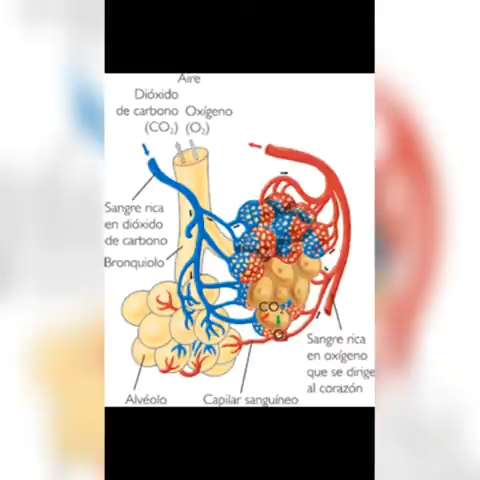 Aire
Dióxido
de carbono Oxígeno
(CO₂) (O₂)
Sangre rica
en dióxido
de carbono
Bronquiolo
CO₂
O₂
Sangre rica
en oxígeno
que se dirige
al corazón
Alvéolo
Capilar sanguíneo